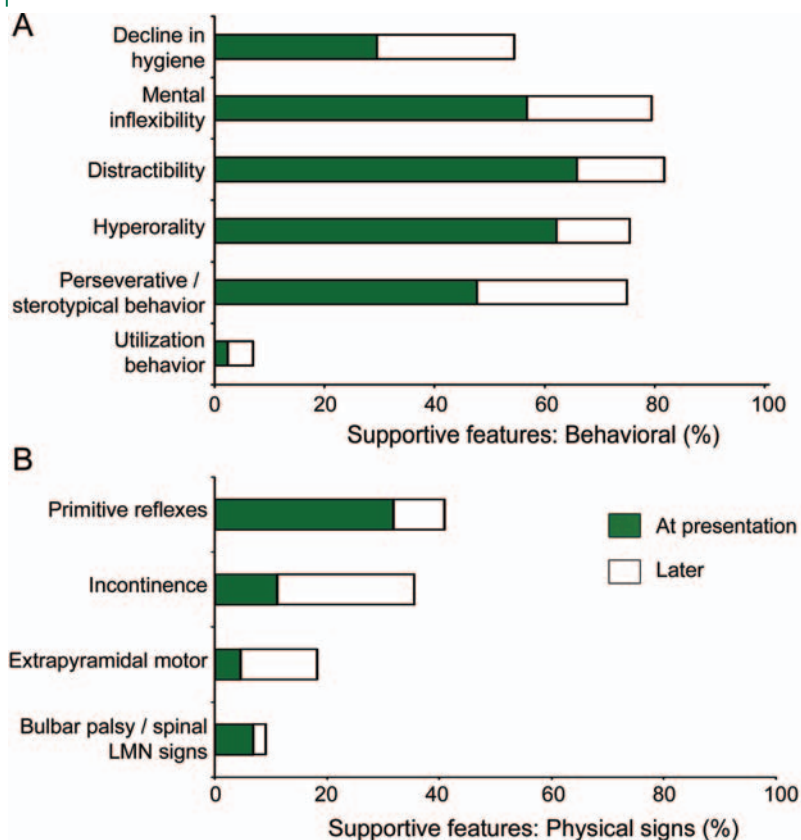 A
Decline in
hygiene
Mental
inflexibility
Distractibility
Hyperorality
Perseverative /
sterotypical behavior
Utilization
behavior
0 20 40 60 80 100
Supportive features: Behavioral (%)
B
Primitive reflexes
Incontinence
Extrapyramidal motor
Bulbar palsy / spinal
LMN signs
At presentation
Later
0 20 40 60 80 100
Supportive features: Physical signs (%)